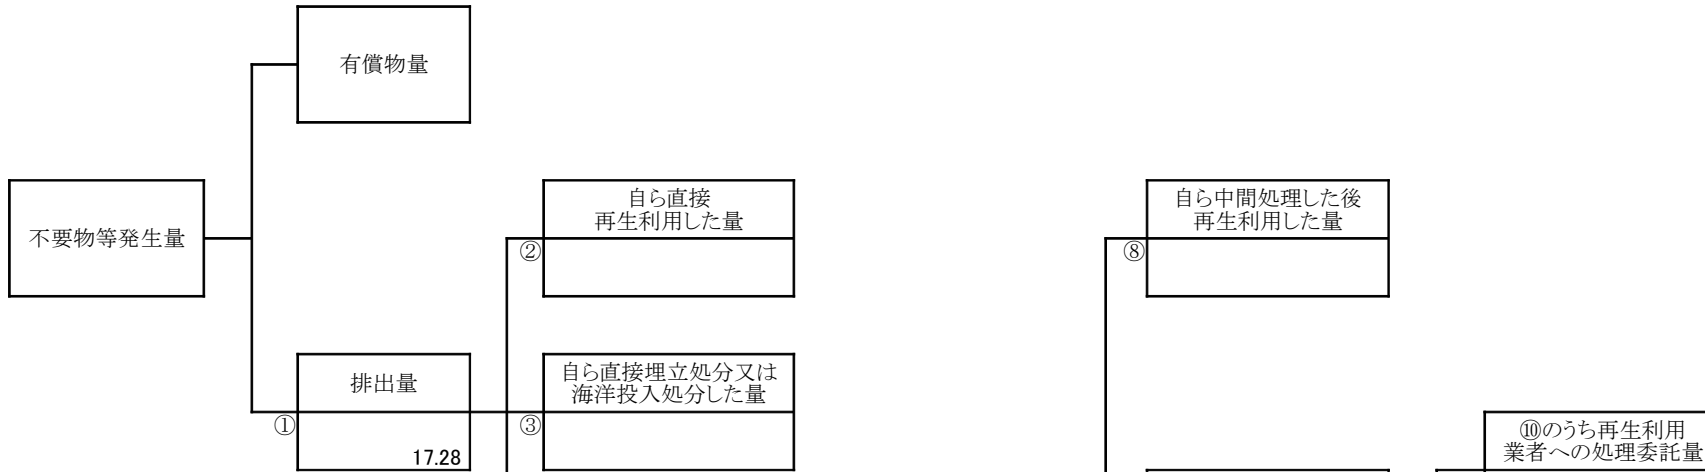 有償物量
不要物等発生量
自ら直接
再生利用した量
②
自ら中間処理した後
再生利用した量
⑧
排出量
①
17.28
自ら直接埋立処分又は
海洋投入処分した量
③
⑩のうち再生利用
業者への処理委託量